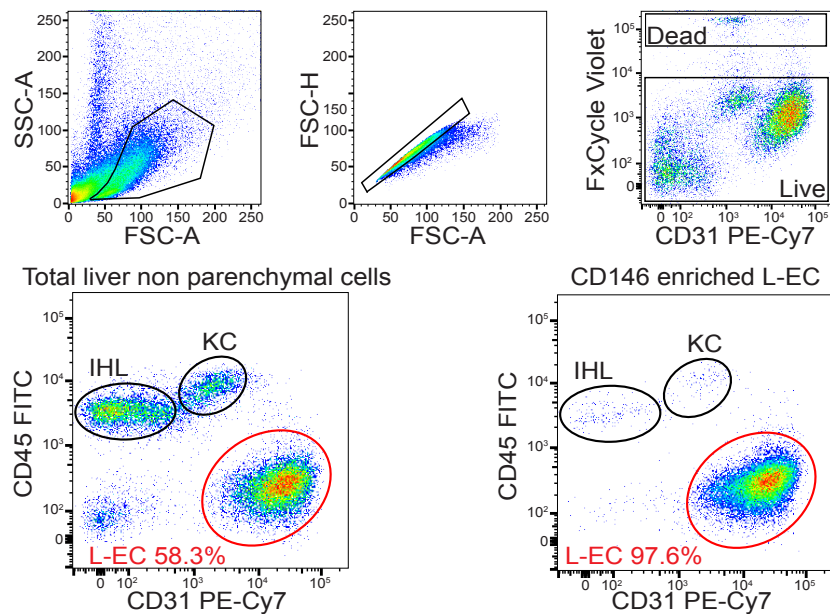 SSC-A
250
200
150
100
50
0
0 50 100 150 200 250
FSC-A
FSC-H
250
200
150
100
50
0
0 50 100 150 200 250
FSC-A
FxCycle Violet
10⁵
10⁴
10³
10²
0
Dead
Live
0 10² 10³ 10⁴ 10⁵
CD31 PE-Cy7
Total liver non parenchymal cells
CD45 FITC
10⁵
10⁴
10³
10²
0
IHL
KC
L-EC 58.3%
0 10² 10³ 10⁴ 10⁵
CD31 PE-Cy7
CD146 enriched L-EC
CD45 FITC
10⁵
10⁴
10³
10²
0
IHL
KC
L-EC 97.6%
0 10² 10³ 10⁴ 10⁵
CD31 PE-Cy7